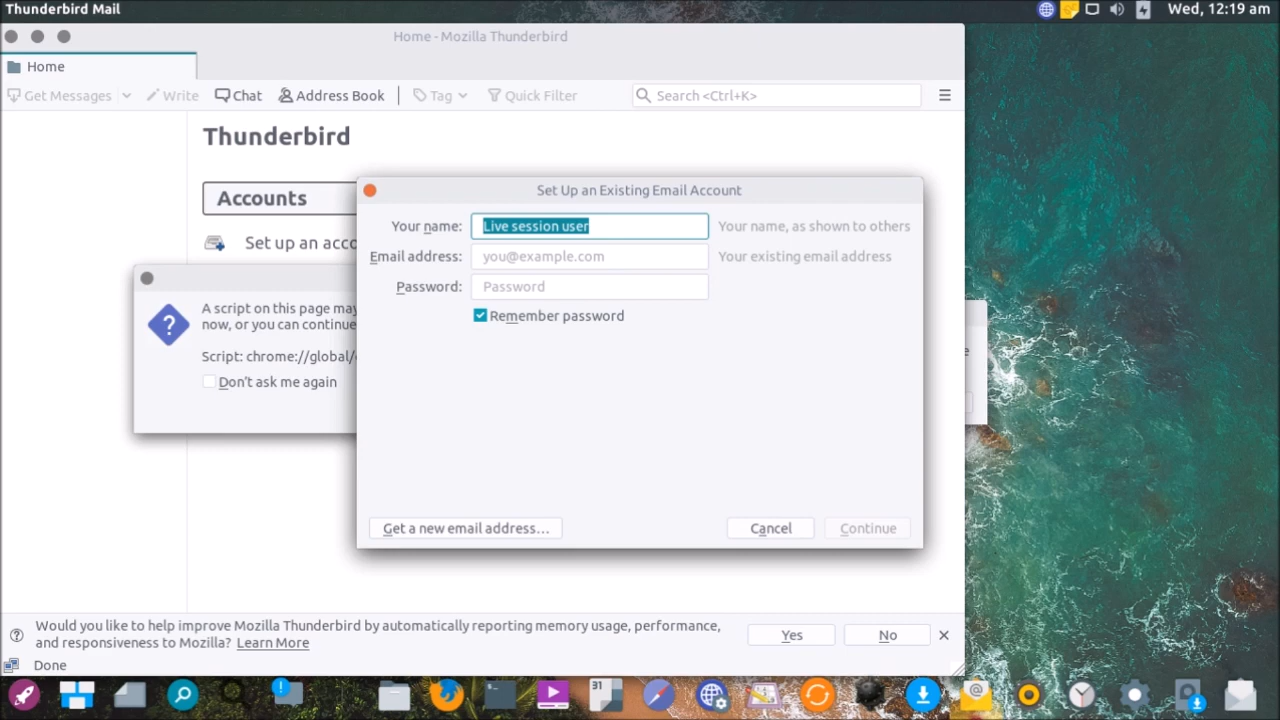 Thunderbird Mail
Wed, 12:19 am
Home - Mozilla Thunderbird
Home
Get Messages
Write
Chat
Address Book
Tag
Quick Filter
Search <Ctrl+K>
Thunderbird
Accounts
Set up an acco
Set Up an Existing Email Account
Your name:
Live session user
Your name, as shown to others
Email address:
you@example.com
Your existing email address
Password:
Password
Remember password
A script on this page may
now, or you can continue
Script: chrome://global/
Don't ask me again
Get a new email address...
Cancel
Continue
Would you like to help improve Mozilla Thunderbird by automatically reporting memory usage, performance,
and responsiveness to Mozilla? Learn More
Yes
No
Done
31